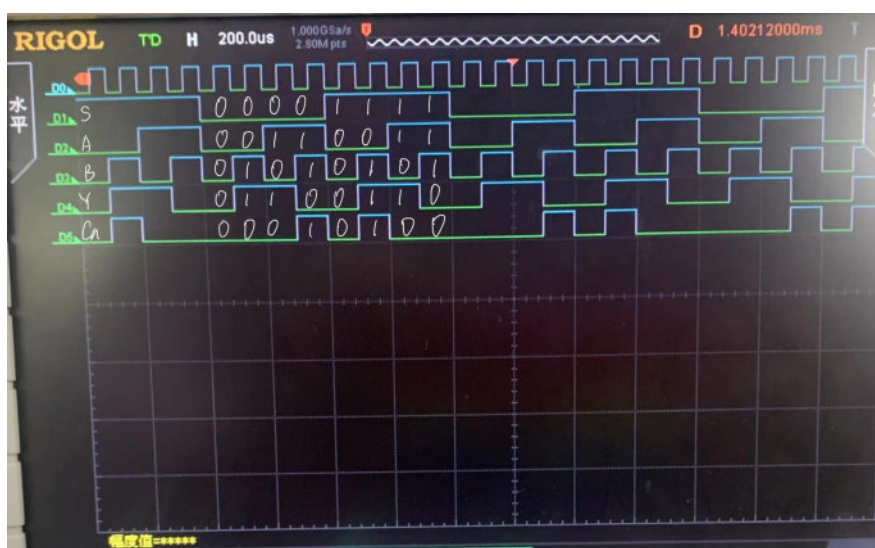 RIGOL T'D H 200.0us 1.000GSa/s 2.80M pts D 1.40212000ms T
水平
D0
D1 S 0 0 0 0 1 1 1 1
D2 A 0 0 1 1 0 0 1 1
D3 B 0 1 0 1 0 1 0 1
D4 Y 0 1 1 0 0 1 1 0
D5 Cn 0 0 0 1 0 1 0 0
幅度值=*****